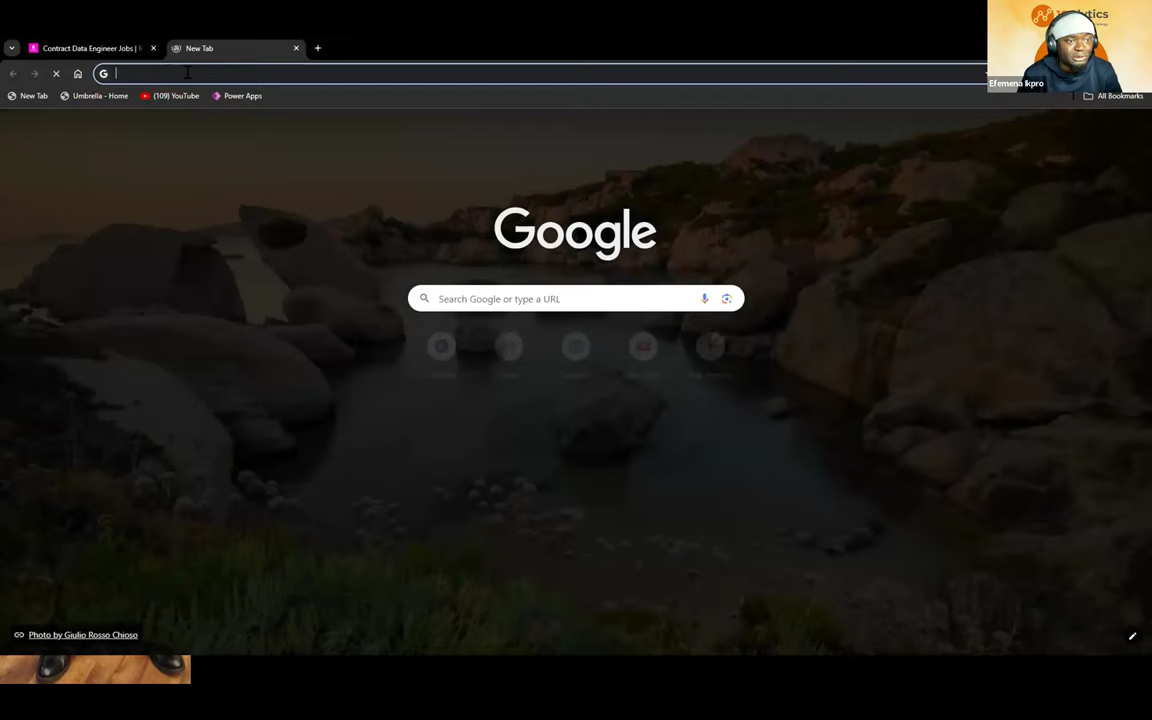 Contract Data Engineer Jobs |
New Tab
New Tab
Umbrella - Home
(109) YouTube
Power Apps
All Bookmarks
Efemena Ikpro
Google
Search Google or type a URL
Photo by Giulio Rosso Chioso